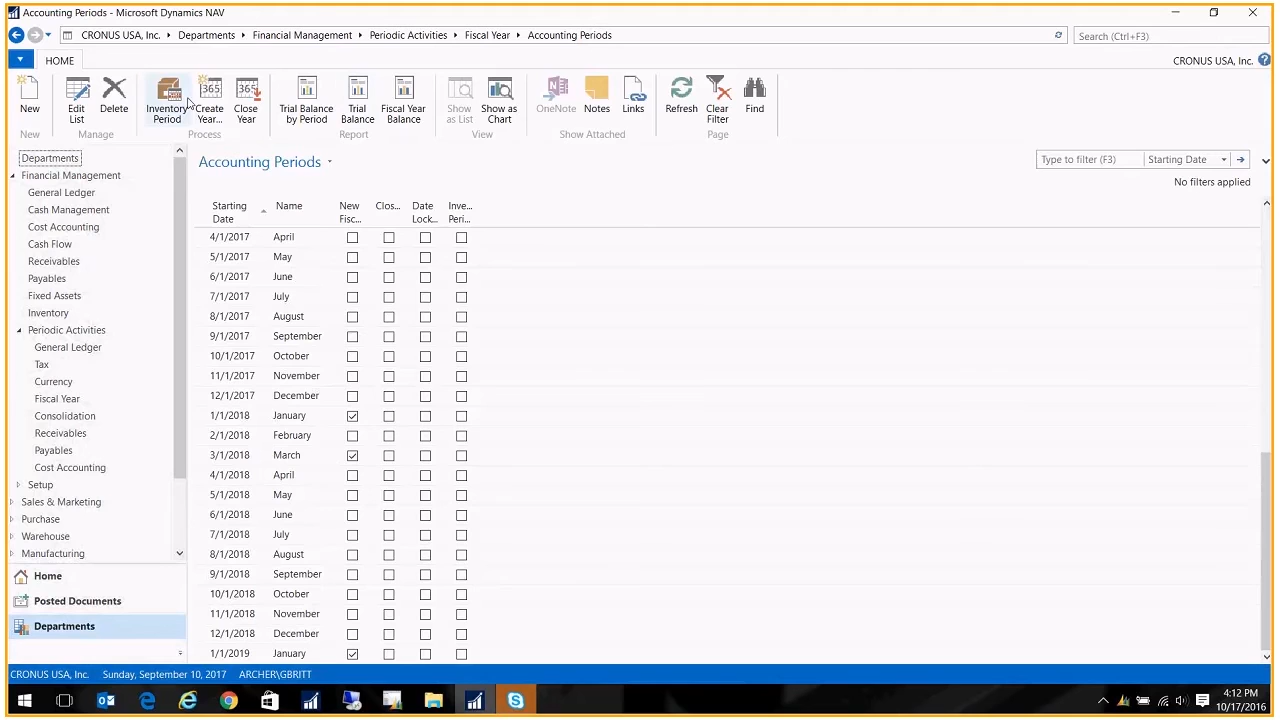 Accounting Periods - Microsoft Dynamics NAV
CRONUS USA, Inc. Departments Financial Management Periodic Activities Fiscal Year Accounting Periods
Search (Ctrl+F3)
HOME
CRONUS USA, Inc.
New
Edit List
Delete
Inventory Period
Create Year...
Close Year
Trial Balance by Period
Trial Balance
Fiscal Year Balance
Show as List
Show as Chart
OneNote
Notes
Links
Refresh
Clear Filter
Find
New Manage Process Report View Show Attached Page
Departments
Financial Management
General Ledger
Cash Management
Cost Accounting
Cash Flow
Receivables
Payables
Fixed Assets
Inventory
Periodic Activities
General Ledger
Tax
Currency
Fiscal Year
Consolidation
Receivables
Payables
Cost Accounting
Setup
Sales & Marketing
Purchase
Warehouse
Manufacturing
Home
Posted Documents
Departments
Accounting Periods
Type to filter (F3) Starting Date
No filters applied
Starting Date Name New Fisc... Clos... Date Lock... Inve... Peri...
4/1/2017 April
5/1/2017 May
6/1/2017 June
7/1/2017 July
8/1/2017 August
9/1/2017 September
10/1/2017 October
11/1/2017 November
12/1/2017 December
1/1/2018 January
2/1/2018 February
3/1/2018 March
4/1/2018 April
5/1/2018 May
6/1/2018 June
7/1/2018 July
8/1/2018 August
9/1/2018 September
10/1/2018 October
11/1/2018 November
12/1/2018 December
1/1/2019 January
CRONUS USA, Inc. Sunday, September 10, 2017 ARCHER\GBRITT
4:12 PM
10/17/2016